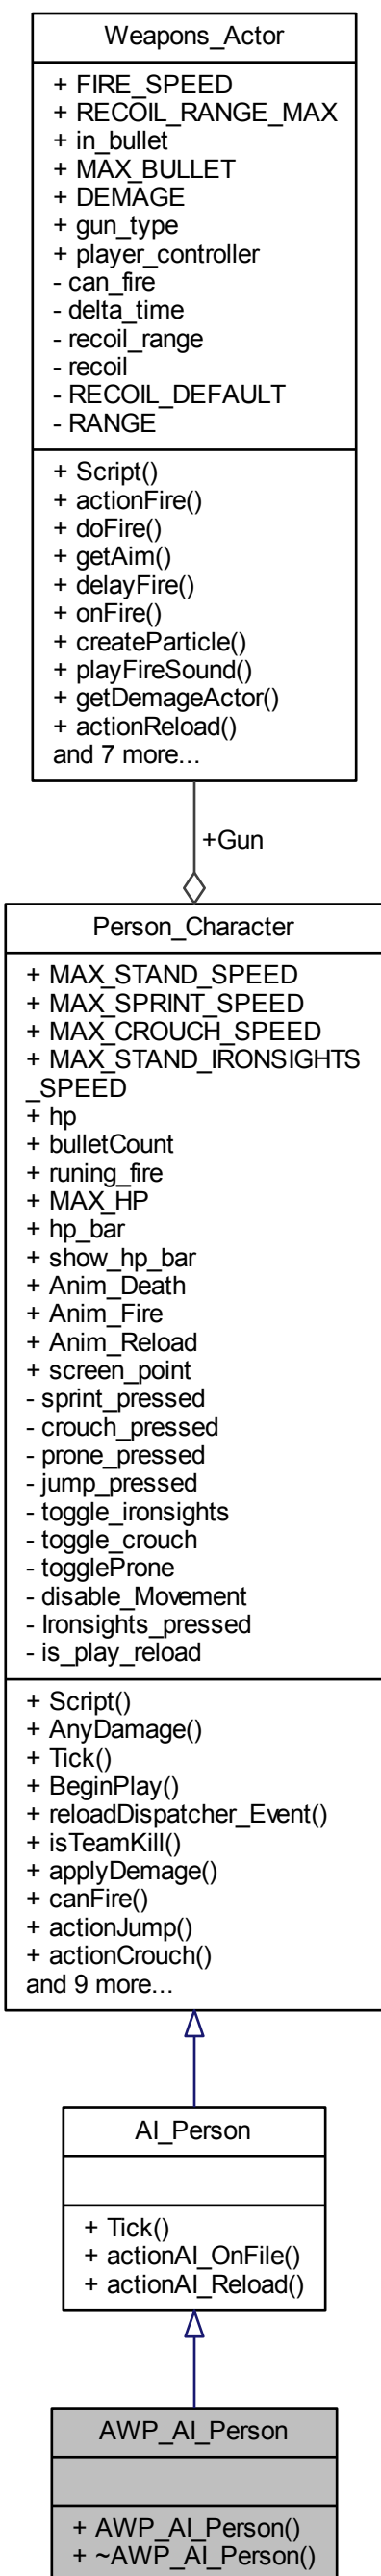 Weapons_Actor
+ FIRE_SPEED
+ RECOIL_RANGE_MAX
+ in_bullet
+ MAX_BULLET
+ DEMAGE
+ gun_type
+ player_controller
- can_fire
- delta_time
- recoil_range
- recoil
- RECOIL_DEFAULT
- RANGE
+ Script()
+ actionFire()
+ doFire()
+ getAim()
+ delayFire()
+ onFire()
+ createParticle()
+ playFireSound()
+ getDemageActor()
+ actionReload()
and 7 more...
+Gun
Person_Character
+ MAX_STAND_SPEED
+ MAX_SPRINT_SPEED
+ MAX_CROUCH_SPEED
+ MAX_STAND_IRONSIGHTS
_SPEED
+ hp
+ bulletCount
+ runing_fire
+ MAX_HP
+ hp_bar
+ show_hp_bar
+ Anim_Death
+ Anim_Fire
+ Anim_Reload
+ screen_point
- sprint_pressed
- crouch_pressed
- prone_pressed
- jump_pressed
- toggle_ironsights
- toggle_crouch
- toggleProne
- disable_Movement
- Ironsights_pressed
- is_play_reload
+ Script()
+ AnyDamage()
+ Tick()
+ BeginPlay()
+ reloadDispatcher_Event()
+ isTeamKill()
+ applyDemage()
+ canFire()
+ actionJump()
+ actionCrouch()
and 9 more...
AI_Person
+ Tick()
+ actionAI_OnFile()
+ actionAI_Reload()
AWP_AI_Person
+ AWP_AI_Person()
+ ~AWP_AI_Person()